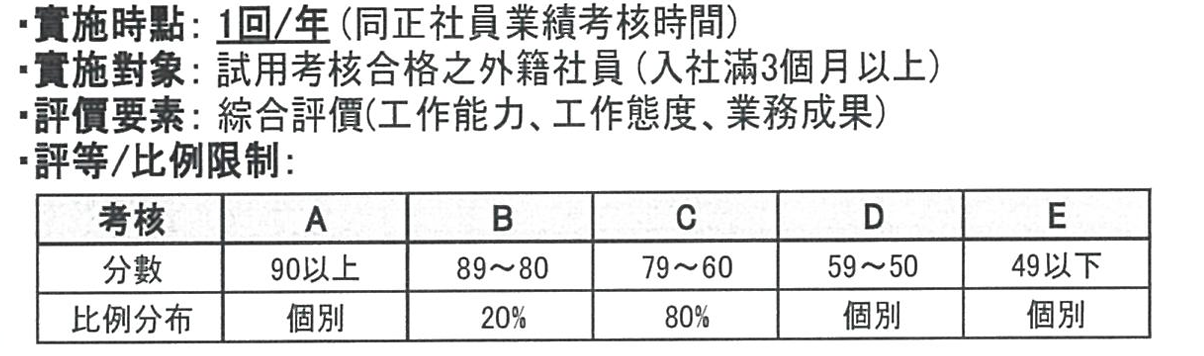 ▪實施時點: 1回/年 (同正社員業績考核時間)
▪實施對象: 試用考核合格之外籍社員 (入社滿3個月以上)
▪評價要素: 綜合評價(工作能力、工作態度、業務成果)
▪評等/比例限制:
考核 A B C D E
分數 90以上 89～80 79～60 59～50 49以下
比例分布 個別 20% 80% 個別 個別